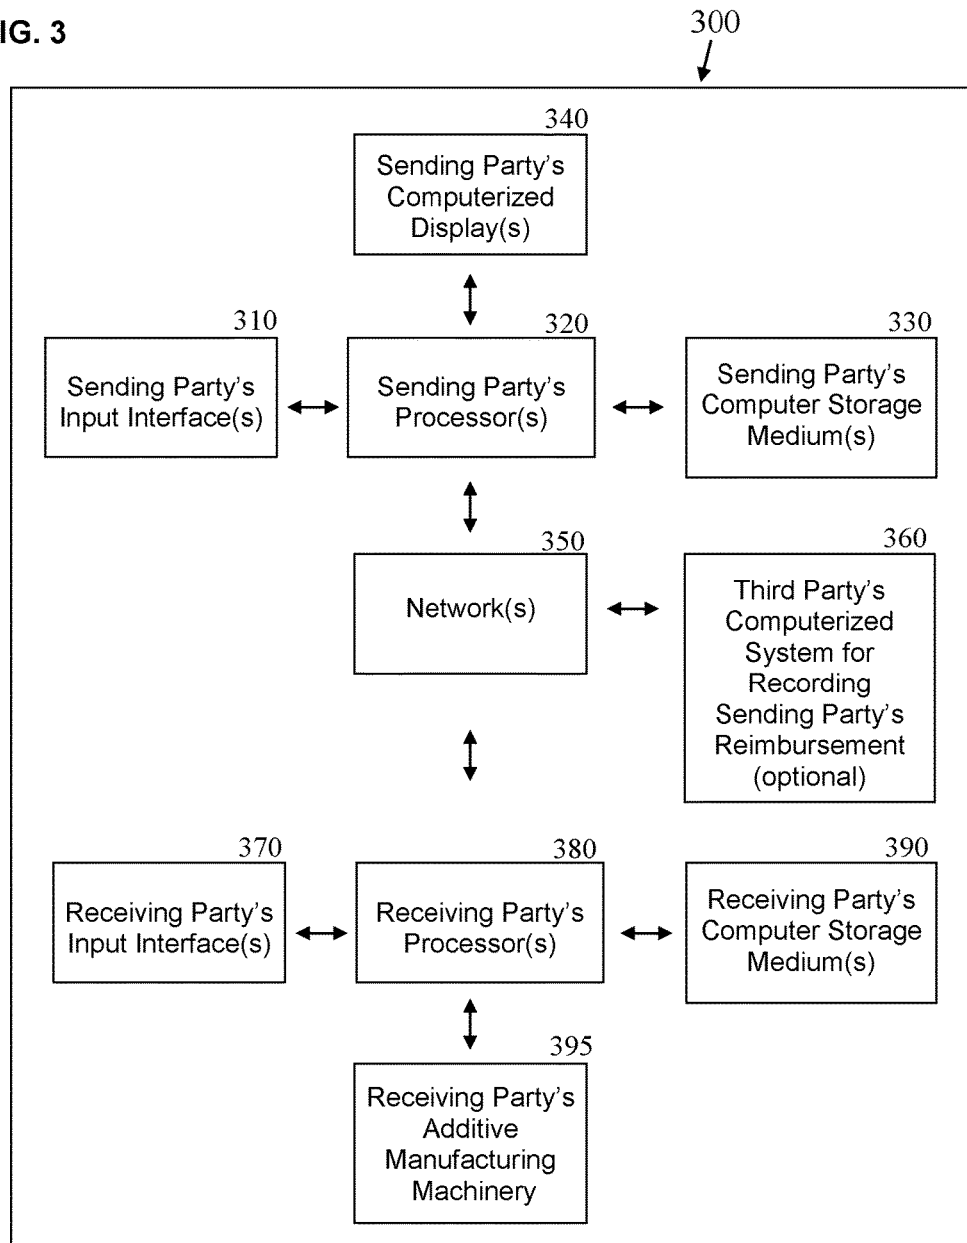 IG. 3
300
340
Sending Party's
Computerized
Display(s)
310
Sending Party's
Input Interface(s)
320
Sending Party's
Processor(s)
330
Sending Party's
Computer Storage
Medium(s)
350
Network(s)
360
Third Party's
Computerized
System for
Recording
Sending Party's
Reimbursement
(optional)
370
Receiving Party's
Input Interface(s)
380
Receiving Party's
Processor(s)
390
Receiving Party's
Computer Storage
Medium(s)
395
Receiving Party's
Additive
Manufacturing
Machinery